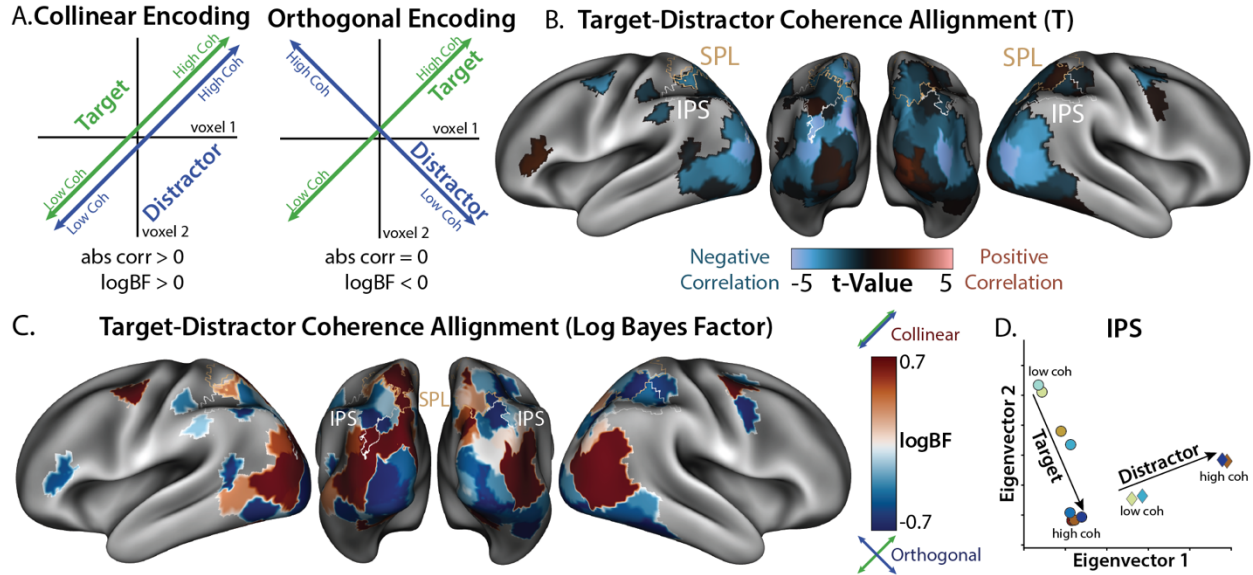 A. Collinear Encoding
Orthogonal Encoding
High Coh
High Coh
Target
voxel 1
Low Coh
Low Coh
Distractor
voxel 2
abs corr > 0
logBF > 0
High Coh
High Coh
Target
voxel 1
Low Coh
Distractor
Low Coh
voxel 2
abs corr = 0
logBF < 0
B. Target-Distractor Coherence Allignment (T)
SPL
IPS
SPL
IPS
Negative
Correlation
-5 t-Value 5
Positive
Correlation
C. Target-Distractor Coherence Allignment (Log Bayes Factor)
IPS
SPL
IPS
Collinear
0.7
logBF
-0.7
Orthogonal
D. IPS
low coh
Target
Eigenvector 2
Distractor
high coh
low coh
high coh
Eigenvector 1